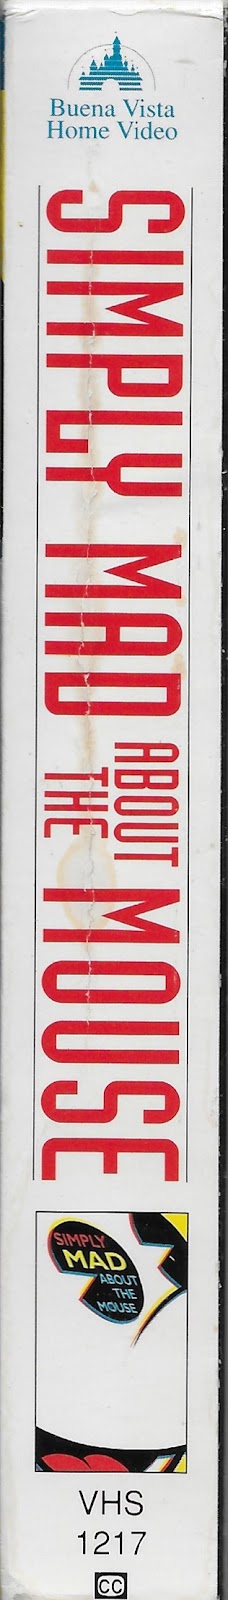 Buena Vista
Home Video
SIMPLY MAD ABOUT THE MOUSE
SIMPLY
MAD
ABOUT
THE
MOUSE
VHS
1217
CC